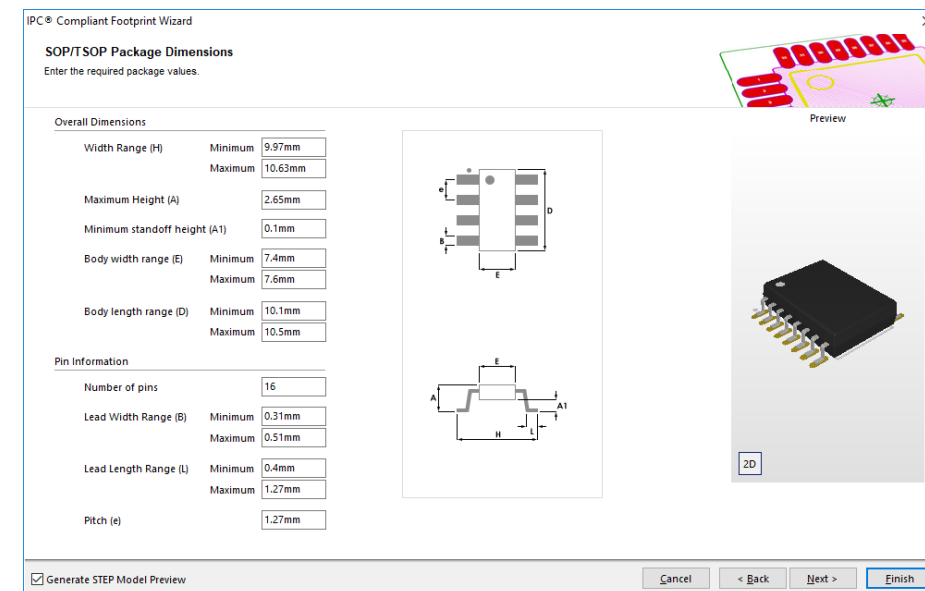 IPC® Compliant Footprint Wizard
SOP/TSOP Package Dimensions
Enter the required package values.
Overall Dimensions
Width Range (H) Minimum 9.97mm
Maximum 10.63mm
Maximum Height (A) 2.65mm
Minimum standoff height (A1) 0.1mm
Body width range (E) Minimum 7.4mm
Maximum 7.6mm
Body length range (D) Minimum 10.1mm
Maximum 10.5mm
Pin Information
Number of pins 16
Lead Width Range (B) Minimum 0.31mm
Maximum 0.51mm
Lead Length Range (L) Minimum 0.4mm
Maximum 1.27mm
Pitch (e) 1.27mm
e
D
B
E
E
A
A1
H
L
Preview
2D
Generate STEP Model Preview
Cancel
< Back
Next >
Finish